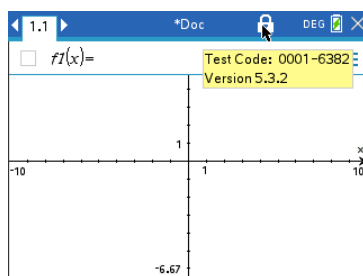 1.1 *Doc DEG
f1(x)=
Test Code: 0001-6382
Version 5.3.2
1 x
-10 1 10
-6.67